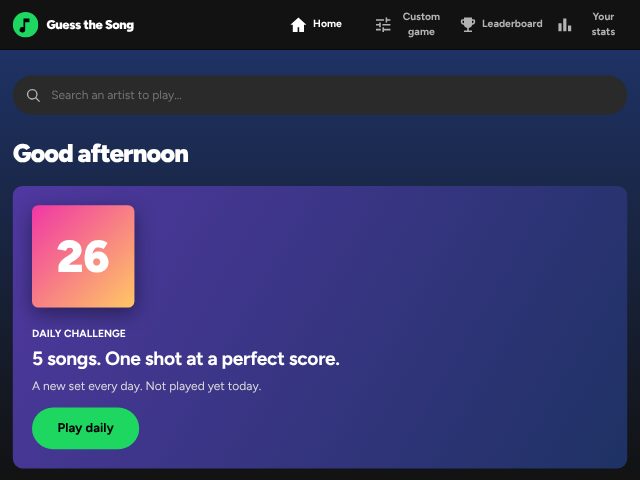 Guess the Song
Home
Custom
game
Leaderboard
Your
stats
Search an artist to play...
Good afternoon
26
DAILY CHALLENGE
5 songs. One shot at a perfect score.
A new set every day. Not played yet today.
Play daily